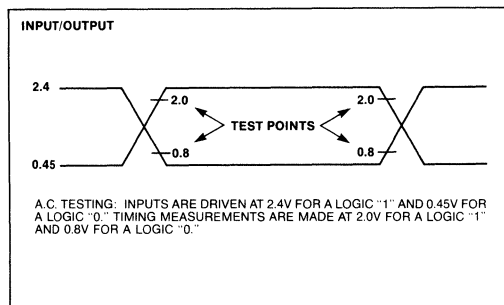 INPUT/OUTPUT
2.4
2.0
2.0
TEST POINTS
0.8
0.8
0.45
A.C. TESTING: INPUTS ARE DRIVEN AT 2.4V FOR A LOGIC "1" AND 0.45V FOR
A LOGIC "0." TIMING MEASUREMENTS ARE MADE AT 2.0V FOR A LOGIC "1"
AND 0.8V FOR A LOGIC "0."